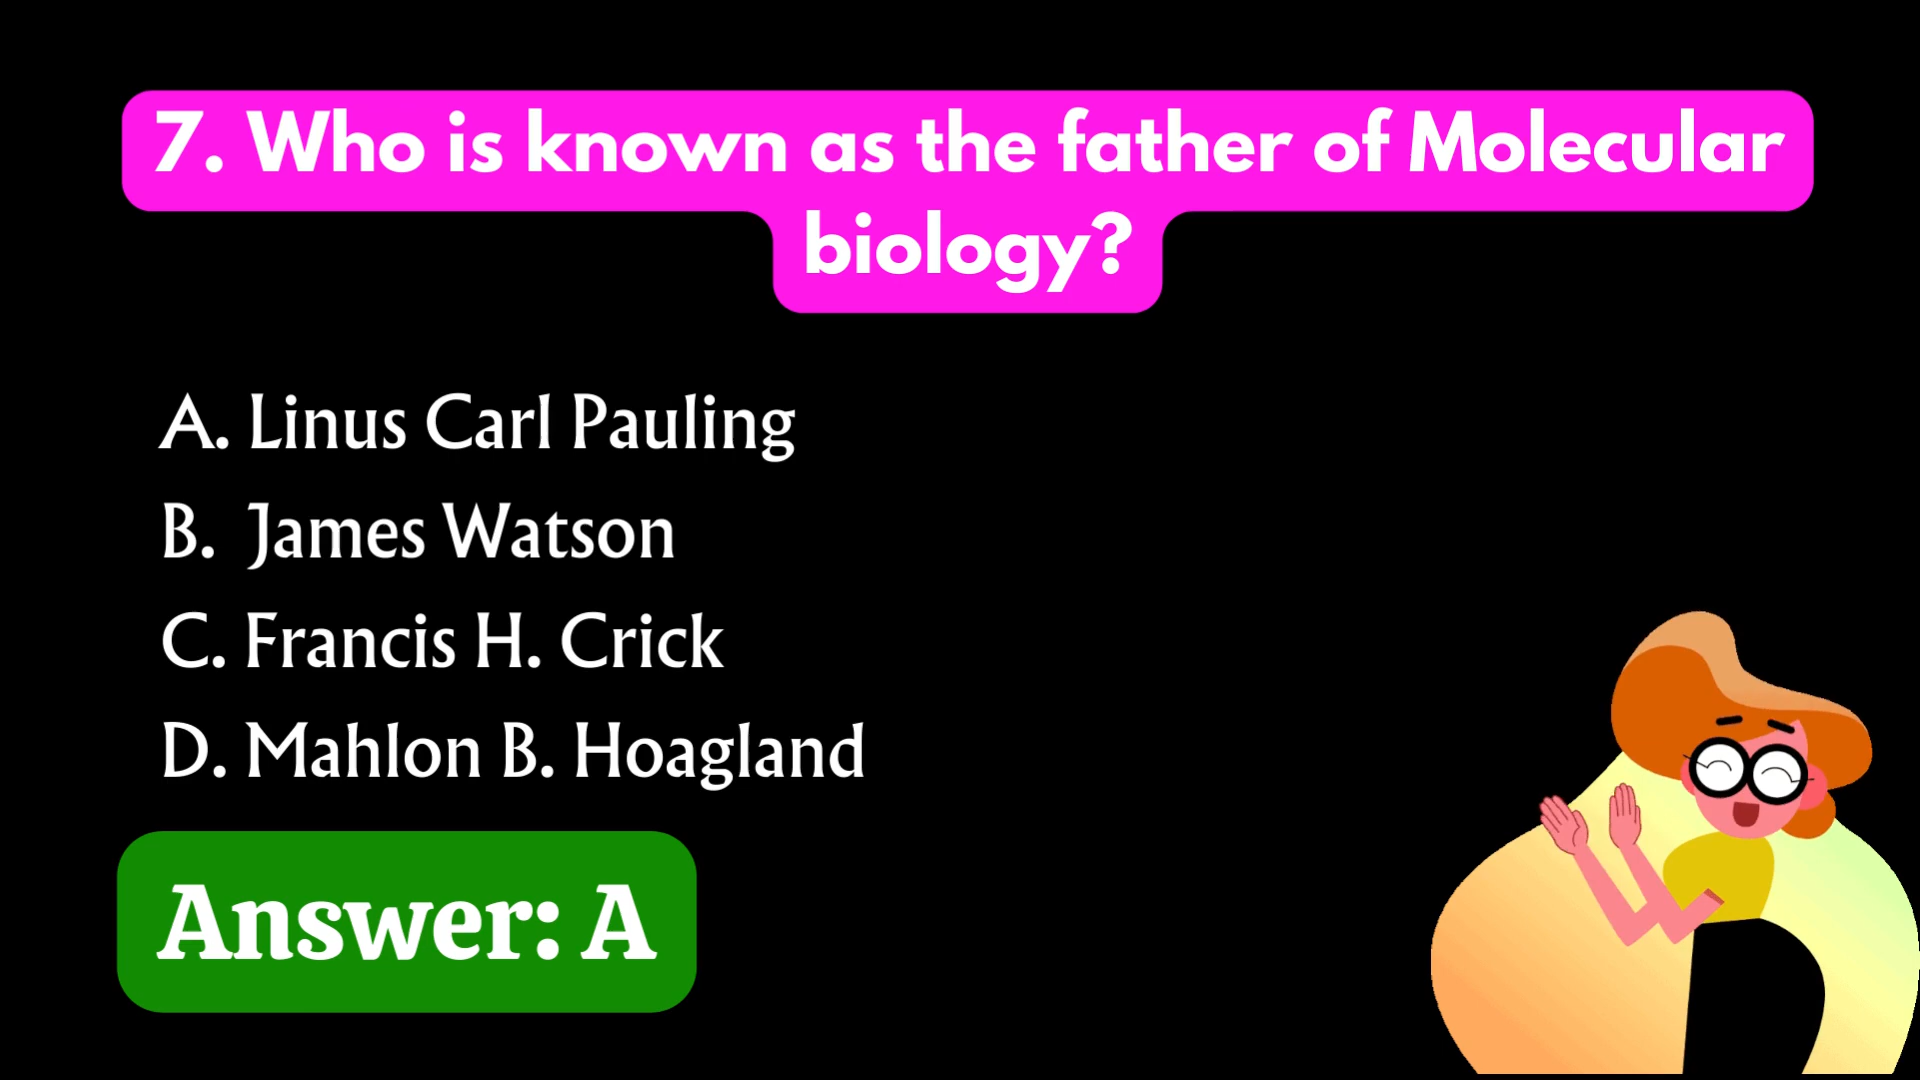 7. Who is known as the father of Molecular
biology?
A. Linus Carl Pauling
B. James Watson
C. Francis H. Crick
D. Mahlon B. Hoagland
Answer: A